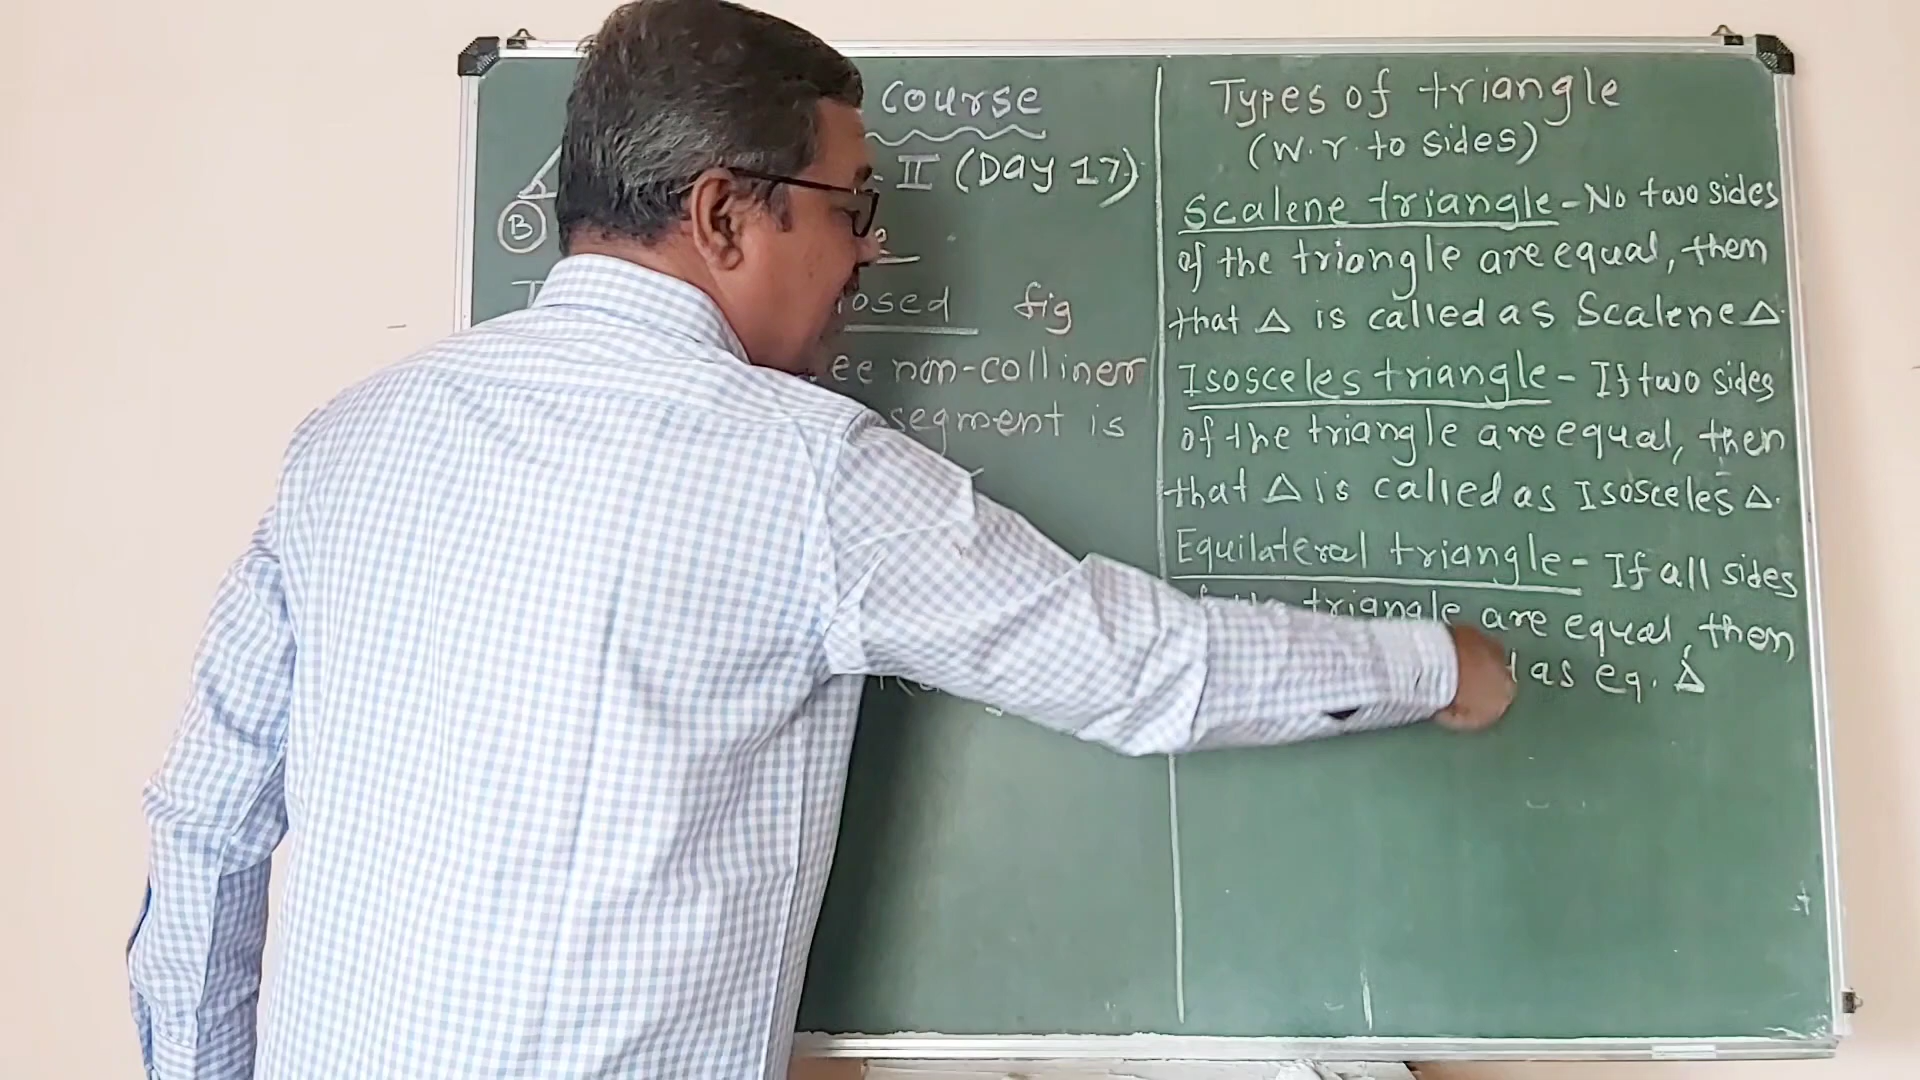 Course
II (Day 17)
B
losed fig
ee non-colliner
segment is
Types of triangle
(W.r.to sides)
Scalene triangle - No two sides
of the triangle are equal, then
that △ is called as Scalene △.
Isosceles triangle - If two sides
of the triangle are equal, then
that △ is called as Isosceles △.
Equilateral triangle - If all sides
of the triangle are equal, then
as eq. △